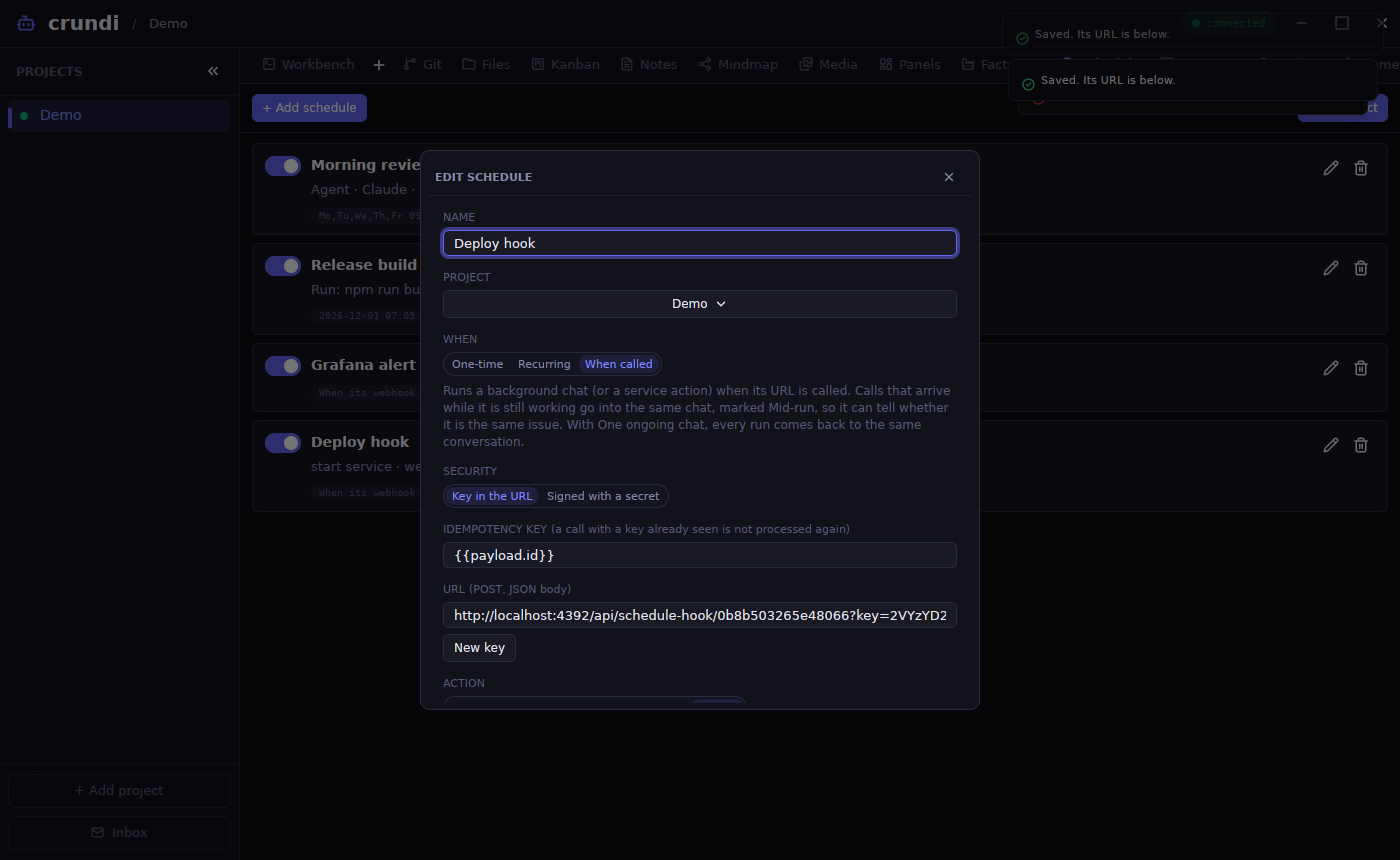 crundi / Demo
connected
Saved. Its URL is below.
PROJECTS
Workbench
Git
Files
Kanban
Notes
Mindmap
Media
Panels
Saved. Its URL is below.
Demo
+ Add schedule
Morning
Agent · Claude ·
Mo,Tu,We,Th,Fr
Release build
Run: npm run
2026-12-01 07:05
Grafana alert
When its webhook
Deploy hook
start service ·
When its webhook
EDIT SCHEDULE
NAME
Deploy hook
PROJECT
Demo
WHEN
One-time Recurring When called
Runs a background chat (or a service action) when its URL is called. Calls that arrive
while it is still working go into the same chat, marked Mid-run, so it can tell whether
it is the same issue. With One ongoing chat, every run comes back to the same
conversation.
SECURITY
Key in the URL Signed with a secret
IDEMPOTENCY KEY (a call with a key already seen is not processed again)
{{payload.id}}
URL (POST, JSON body)
http://localhost:4392/api/schedule-hook/0b8b503265e48066?key=2VYzYD2
New key
ACTION
+ Add project
Inbox